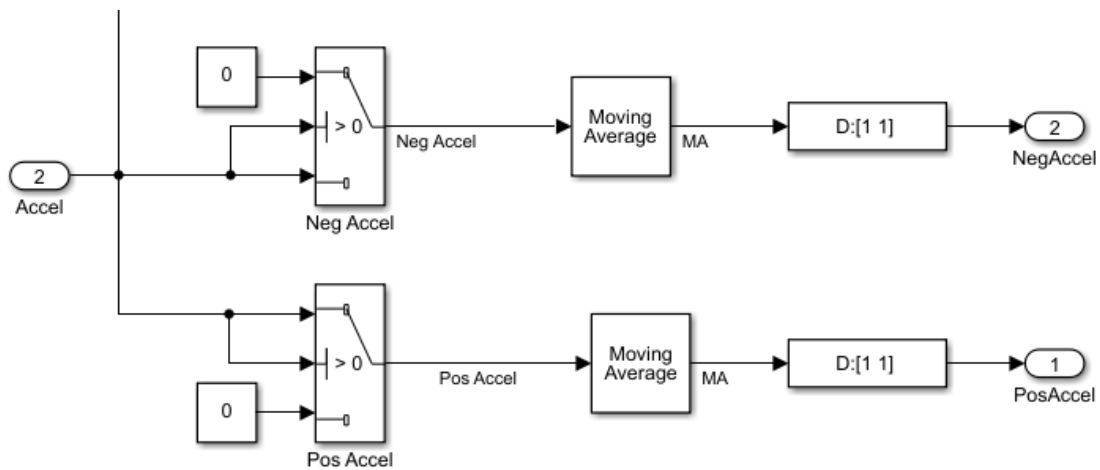 0
> 0
Neg Accel
Moving
Average
MA
D:[1 1]
2
NegAccel
2
Accel
Neg Accel
> 0
Pos Accel
Moving
Average
MA
D:[1 1]
1
PosAccel
0
Pos Accel